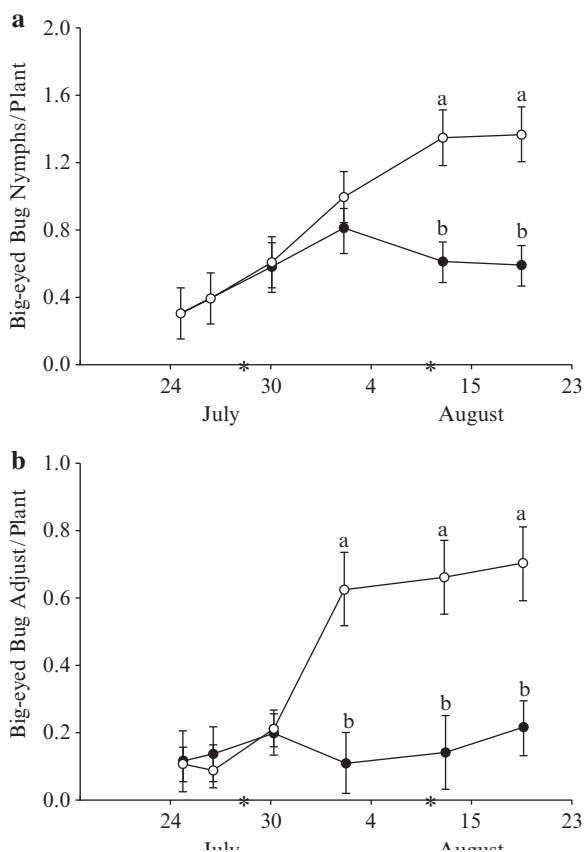 a
2.0
1.6
1.2
0.8
0.4
0.0
Big-eyed Bug Nymphs/Plant
a a
b b
* *
24 30 4 15 23
July August
b
1.0
0.8
0.6
0.4
0.2
0.0
Big-eyed Bug Adjust/Plant
a a a
b b b
* *
24 30 4 15 23
July August